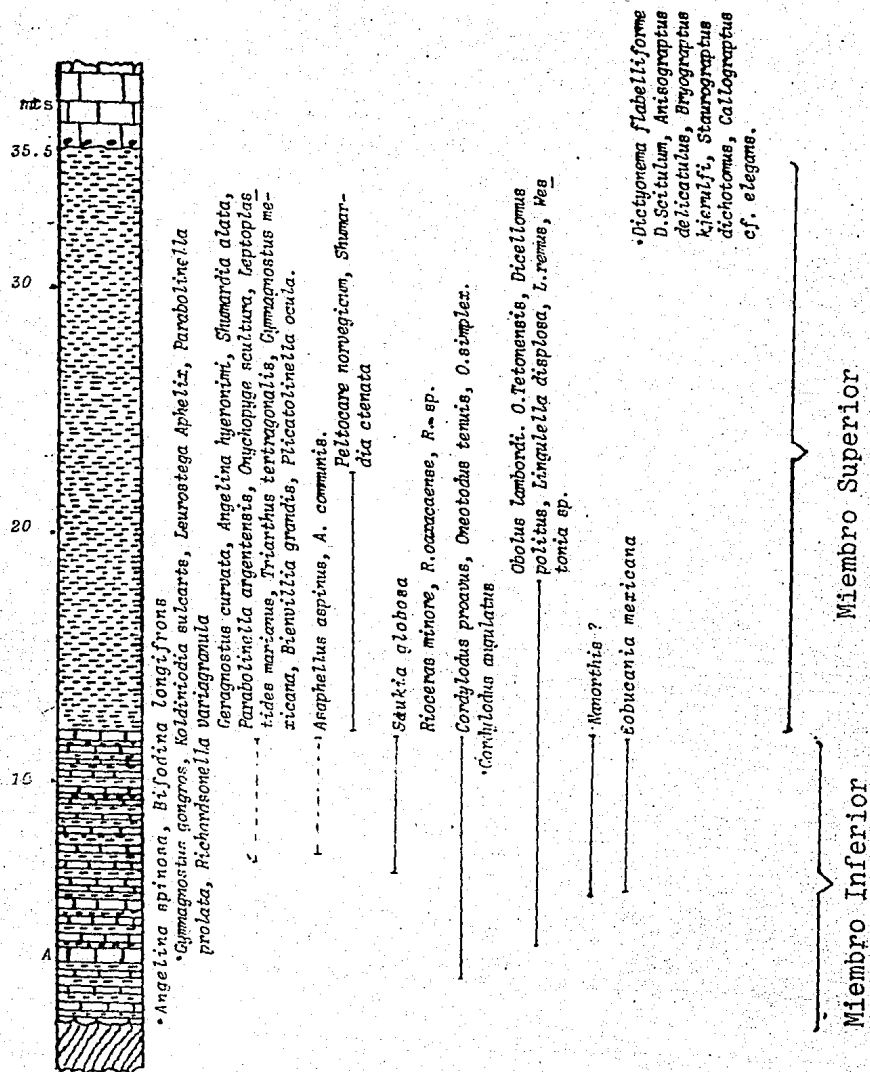 mts
35.5
30
20
10
A
•Angelina spinosa, Bifodina longifrons
•Gymnagnostus gongros, Koldiniodia sulcarts, Leurostega Aphelix, Parabolinella
prolata, Richardsonella variagranula
Geragnostus curvata, Angelina hyeronimi, Shumardia alata,
Parabolinella argentensis, Onychopyge scultura, Leptoplas
tides marianus, Triarthus tertragonalis, Gymnagnostus me-
xicana, Bienvillia grandis, Plicatolinella ocula.
Asaphellus aspinus, A. communis.
Peltocare norvegicum, Shumar-
dia ctenata
Saukia globosa
Rioceras minore, R.oaxacaense, R. sp.
Cordylodus proavus, Oneotodus tenuis, O.simplex.
•Cordylodus angulatus
Obolus lambordi. O.Tetonensis, Dicellomus
politus, Lingulella displosa, L.remus, Wes
tonia sp.
Nanorthis ?
Eobucania mexicana
•Dictyonema flabelliforme
D.Scitulum, Anisograptus
delicatulus, Bryograptus
kjerulfi, Staurograptus
dichotomus, Callograptus
cf. elegans.
Miembro Superior
Miembro Inferior